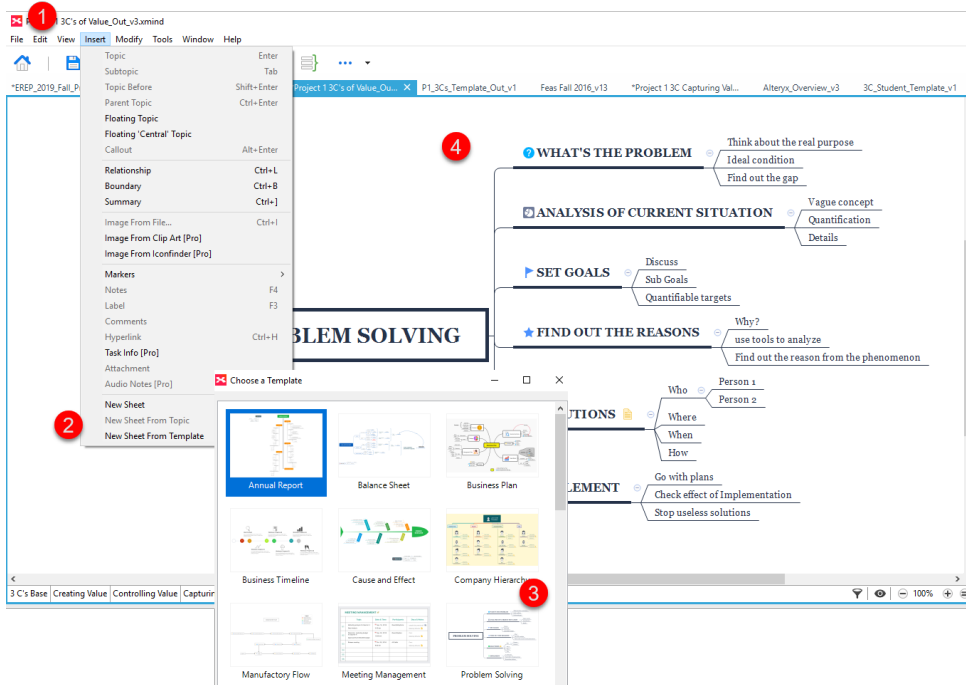 1
3C's of Value_Out_v3.xmind
File Edit View Insert Modify Tools Window Help
*EREP_2019_Fall_P
Project 1 3C's of Value_Ou... P1_3Cs_Template_Out_v1 Feas Fall 2016_v13 *Project 1 3C Capturing Val... Alteryx_Overview_v3 3C_Student_Template_v1
Topic Enter
Subtopic Tab
Topic Before Shift+Enter
Parent Topic Ctrl+Enter
Floating Topic
Floating 'Central' Topic
Callout Alt+Enter
Relationship Ctrl+L
Boundary Ctrl+B
Summary Ctrl+]
Image From File... Ctrl+I
Image From Clip Art [Pro]
Image From Iconfinder [Pro]
Markers
Notes F4
Label F3
Comments
Hyperlink Ctrl+H
Task Info [Pro]
Attachment
Audio Notes [Pro]
New Sheet
2
New Sheet From Topic
New Sheet From Template
4
BLEM SOLVING
WHAT'S THE PROBLEM
Think about the real purpose
Ideal condition
Find out the gap
ANALYSIS OF CURRENT SITUATION
Vague concept
Quantification
Details
SET GOALS
Discuss
Sub Goals
Quantifiable targets
FIND OUT THE REASONS
Why?
use tools to analyze
Find out the reason from the phenomenon
UTIONS
Who
Person 1
Person 2
Where
When
How
LEMENT
Go with plans
Check effect of Implementation
Stop useless solutions
Choose a Template
Annual Report Balance Sheet Business Plan
Business Timeline Cause and Effect Company Hierarchy
3
Manufactory Flow Meeting Management Problem Solving
3 C's Base Creating Value Controlling Value Capturi
100%